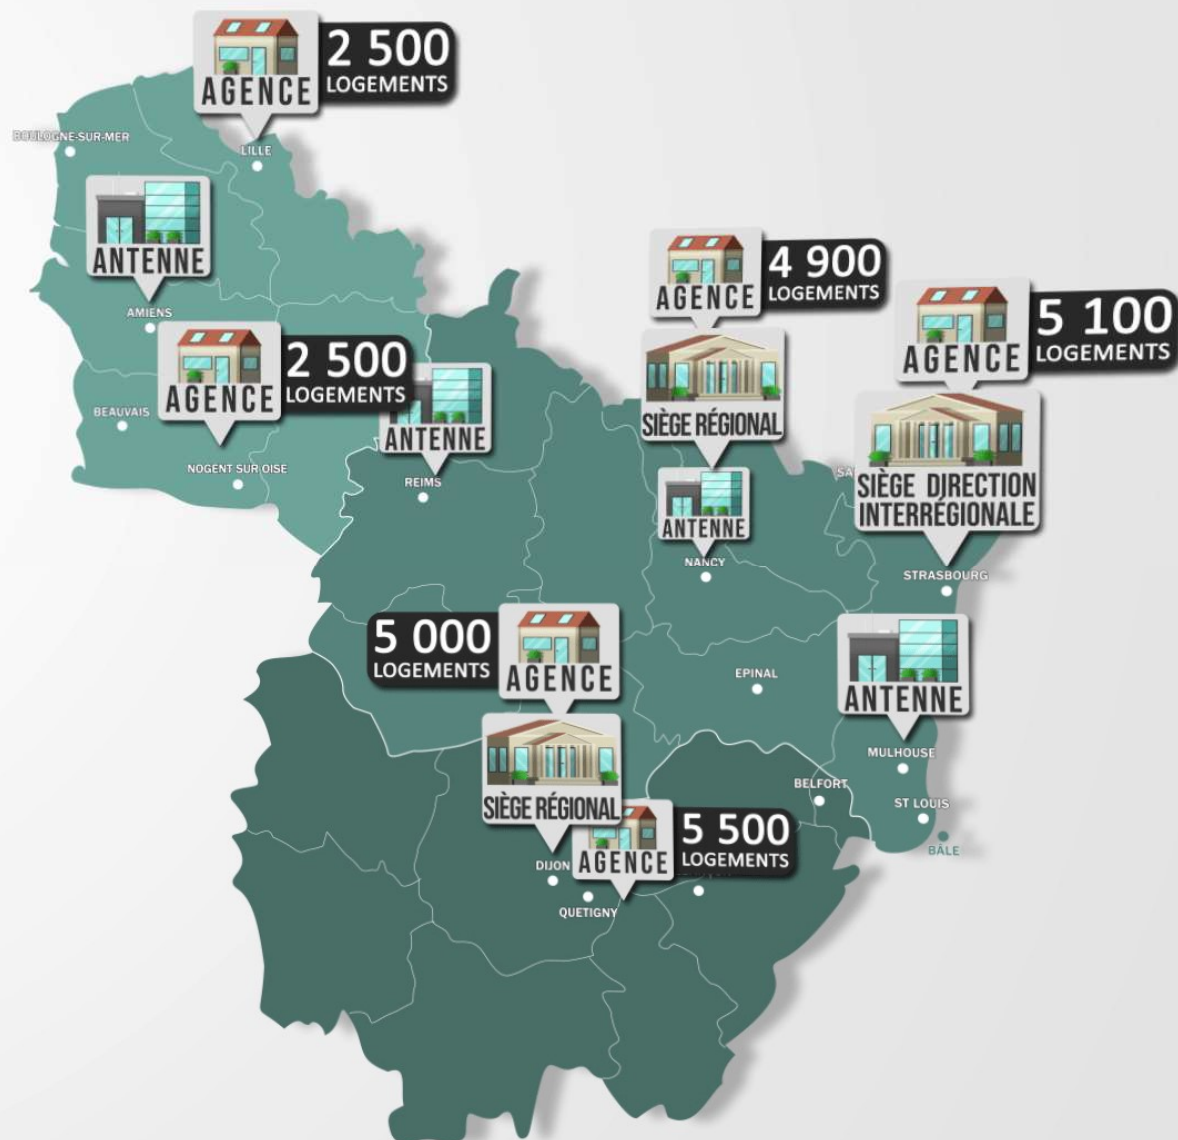 2 500
LOGEMENTS
AGENCE
BOULOGNE-SUR-MER
LILLE
ANTENNE
AMIENS
AGENCE
2 500
LOGEMENTS
BEAUVAIS
NOGENT SUR OISE
ANTENNE
REIMS
AGENCE
4 900
LOGEMENTS
SIÈGE RÉGIONAL
ANTENNE
NANCY
AGENCE
5 100
LOGEMENTS
SIÈGE DIRECTION
INTERRÉGIONALE
STRASBOURG
5 000
LOGEMENTS
AGENCE
SIÈGE RÉGIONAL
EPINAL
ANTENNE
MULHOUSE
BELFORT
ST LOUIS
BÂLE
AGENCE
5 500
LOGEMENTS
DIJON
QUETIGNY